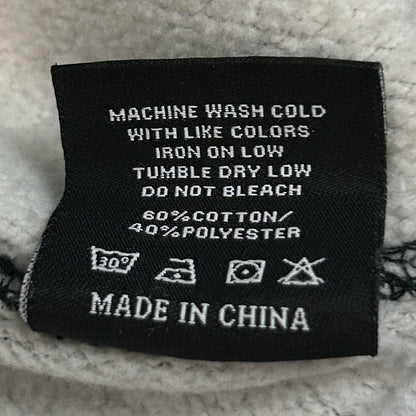 MACHINE WASH COLD
WITH LIKE COLORS
IRON ON LOW
TUMBLE DRY LOW
DO NOT BLEACH
60%COTTON/
40%POLYESTER
30°
MADE IN CHINA